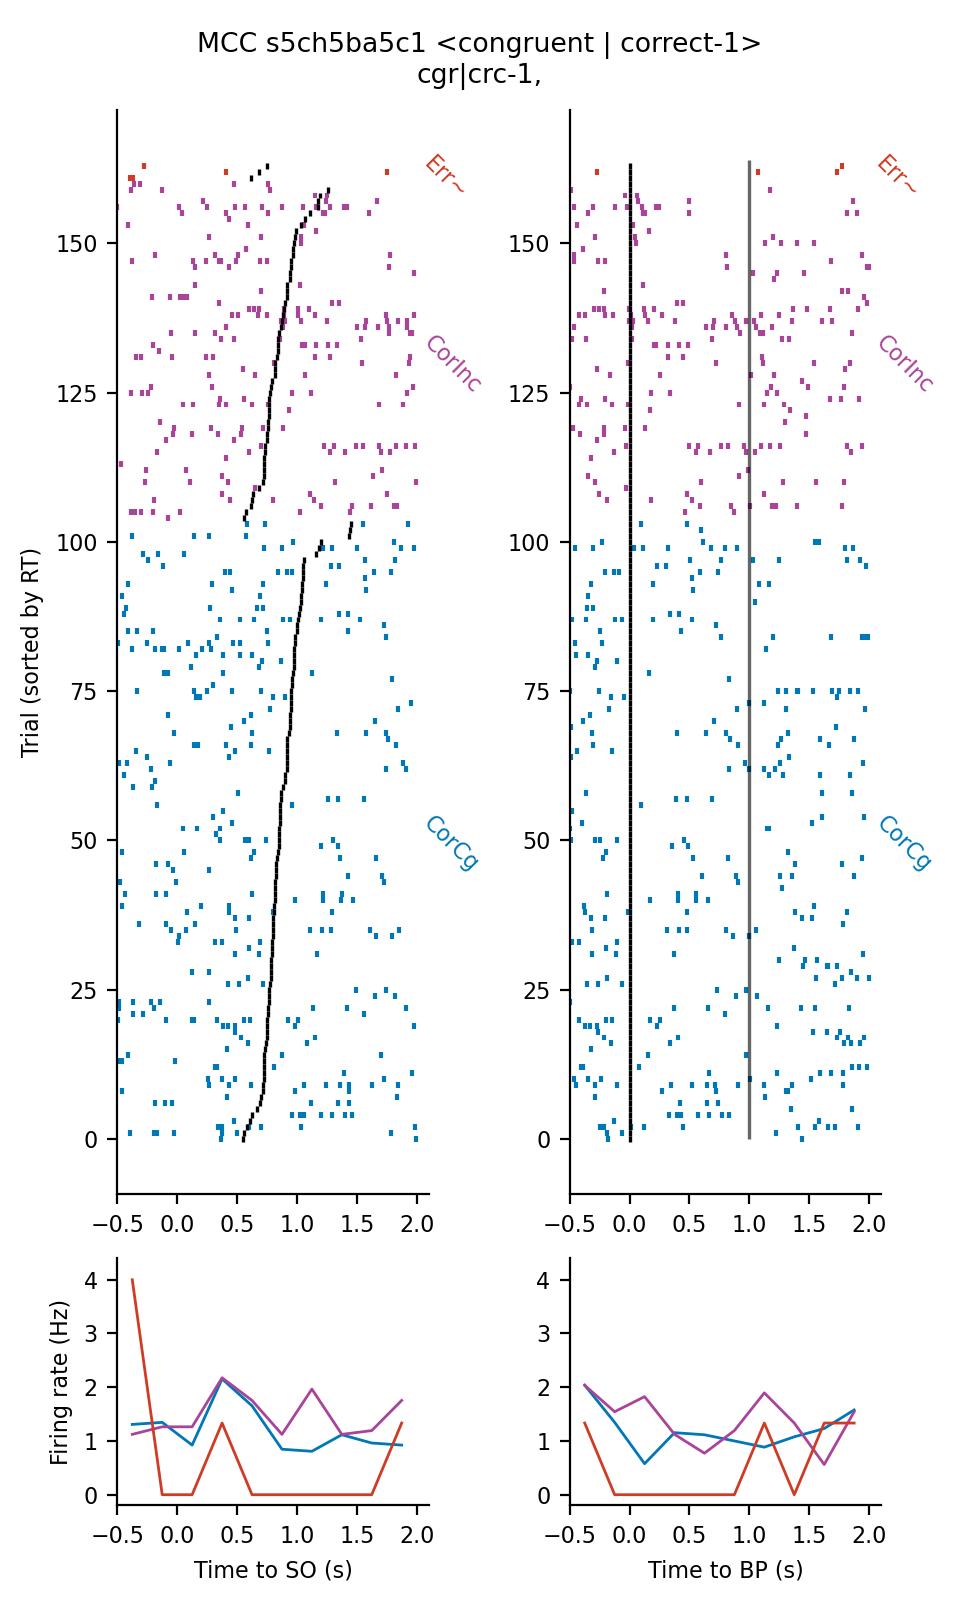 MCC s5ch5ba5c1 <congruent | correct-1>
cgr|crc-1,
Trial (sorted by RT)
150
125
100
75
50
25
0
Err~
CorInc
CorCg
−0.5 0.0 0.5 1.0 1.5 2.0
150
125
100
75
50
25
0
Err~
CorInc
CorCg
−0.5 0.0 0.5 1.0 1.5 2.0
Firing rate (Hz)
4
3
2
1
0
−0.5 0.0 0.5 1.0 1.5 2.0
Time to SO (s)
4
3
2
1
0
−0.5 0.0 0.5 1.0 1.5 2.0
Time to BP (s)